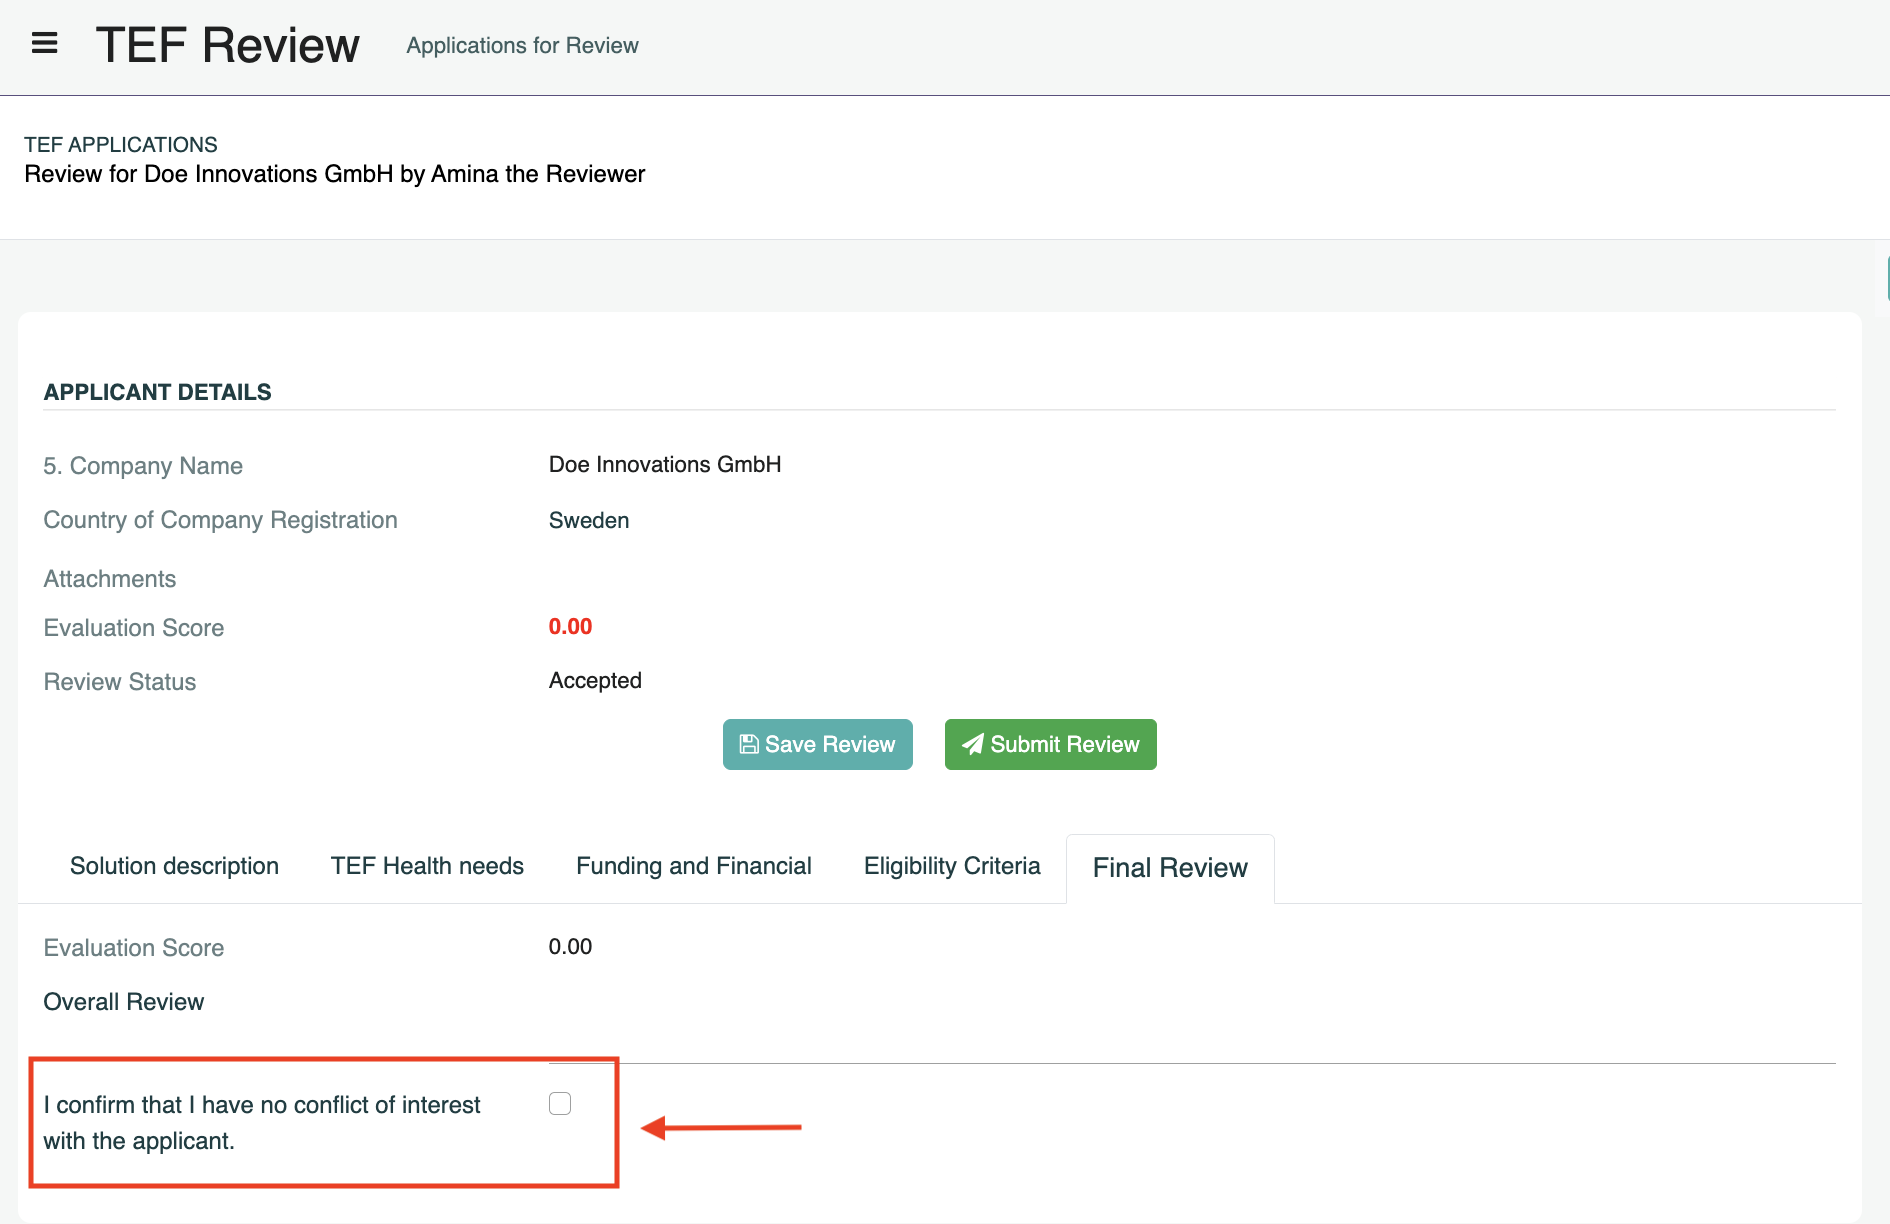 TEF Review
Applications for Review
TEF APPLICATIONS
Review for Doe Innovations GmbH by Amina the Reviewer
APPLICANT DETAILS
5. Company Name
Doe Innovations GmbH
Country of Company Registration
Sweden
Attachments
Evaluation Score
0.00
Review Status
Accepted
Save Review
Submit Review
Solution description
TEF Health needs
Funding and Financial
Eligibility Criteria
Final Review
Evaluation Score
0.00
Overall Review
I confirm that I have no conflict of interest
with the applicant.